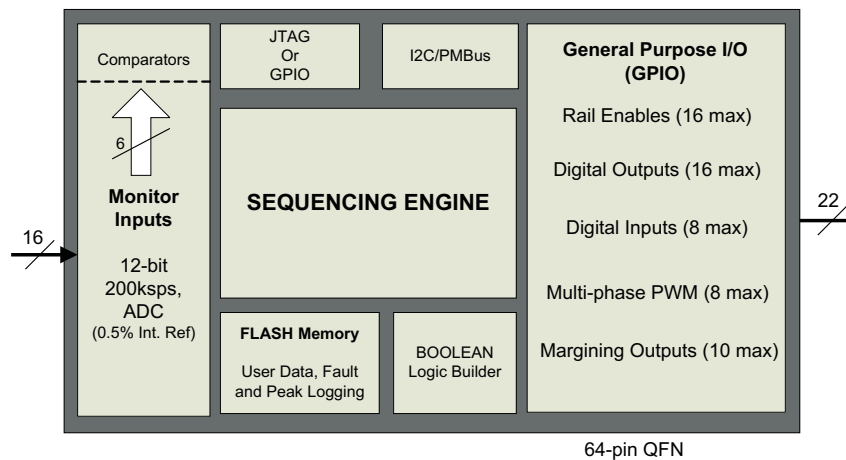 Comparators
6
Monitor
Inputs
16
12-bit
200ksps,
ADC
(0.5% Int. Ref)
JTAG
Or
GPIO
I2C/PMBus
SEQUENCING ENGINE
FLASH Memory
User Data, Fault
and Peak Logging
BOOLEAN
Logic Builder
General Purpose I/O
(GPIO)
Rail Enables (16 max)
Digital Outputs (16 max)
Digital Inputs (8 max)
Multi-phase PWM (8 max)
Margining Outputs (10 max)
22
64-pin QFN